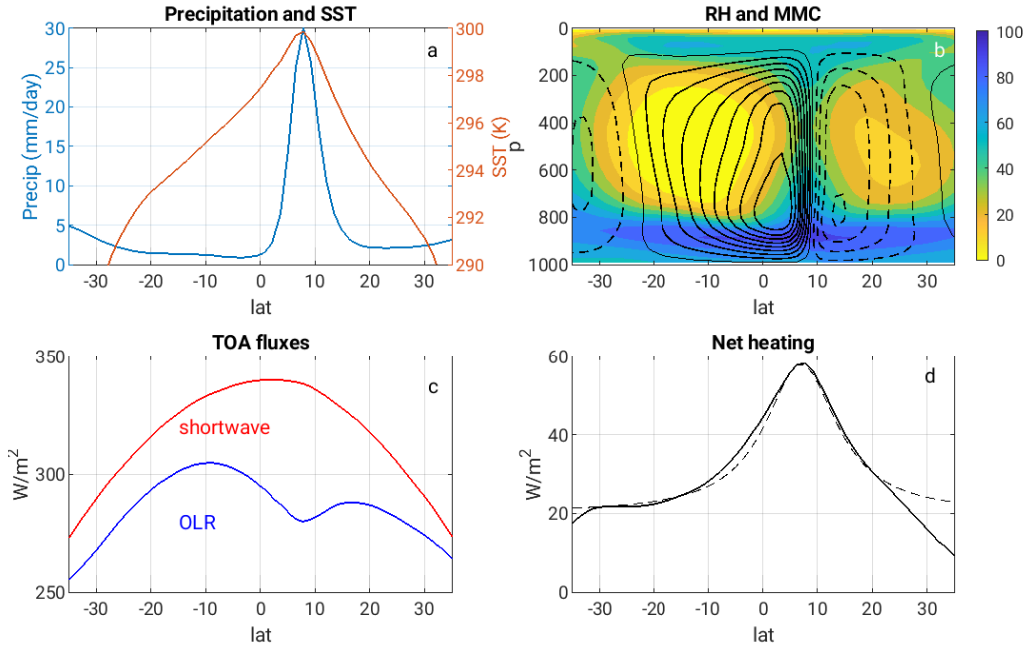 Precipitation and SST
RH and MMC
30
25
20
15
10
5
0
Precip (mm/day)
a
300
298
296
294
292
290
SST (K)
-30 -20 -10 0 10 20 30
lat
0
200
400
600
800
1000
p
b
100
80
60
40
20
0
-30 -20 -10 0 10 20 30
lat
TOA fluxes
Net heating
350
300
250
W/m²
c
shortwave
OLR
-30 -20 -10 0 10 20 30
lat
60
40
20
0
W/m²
d
-30 -20 -10 0 10 20 30
lat